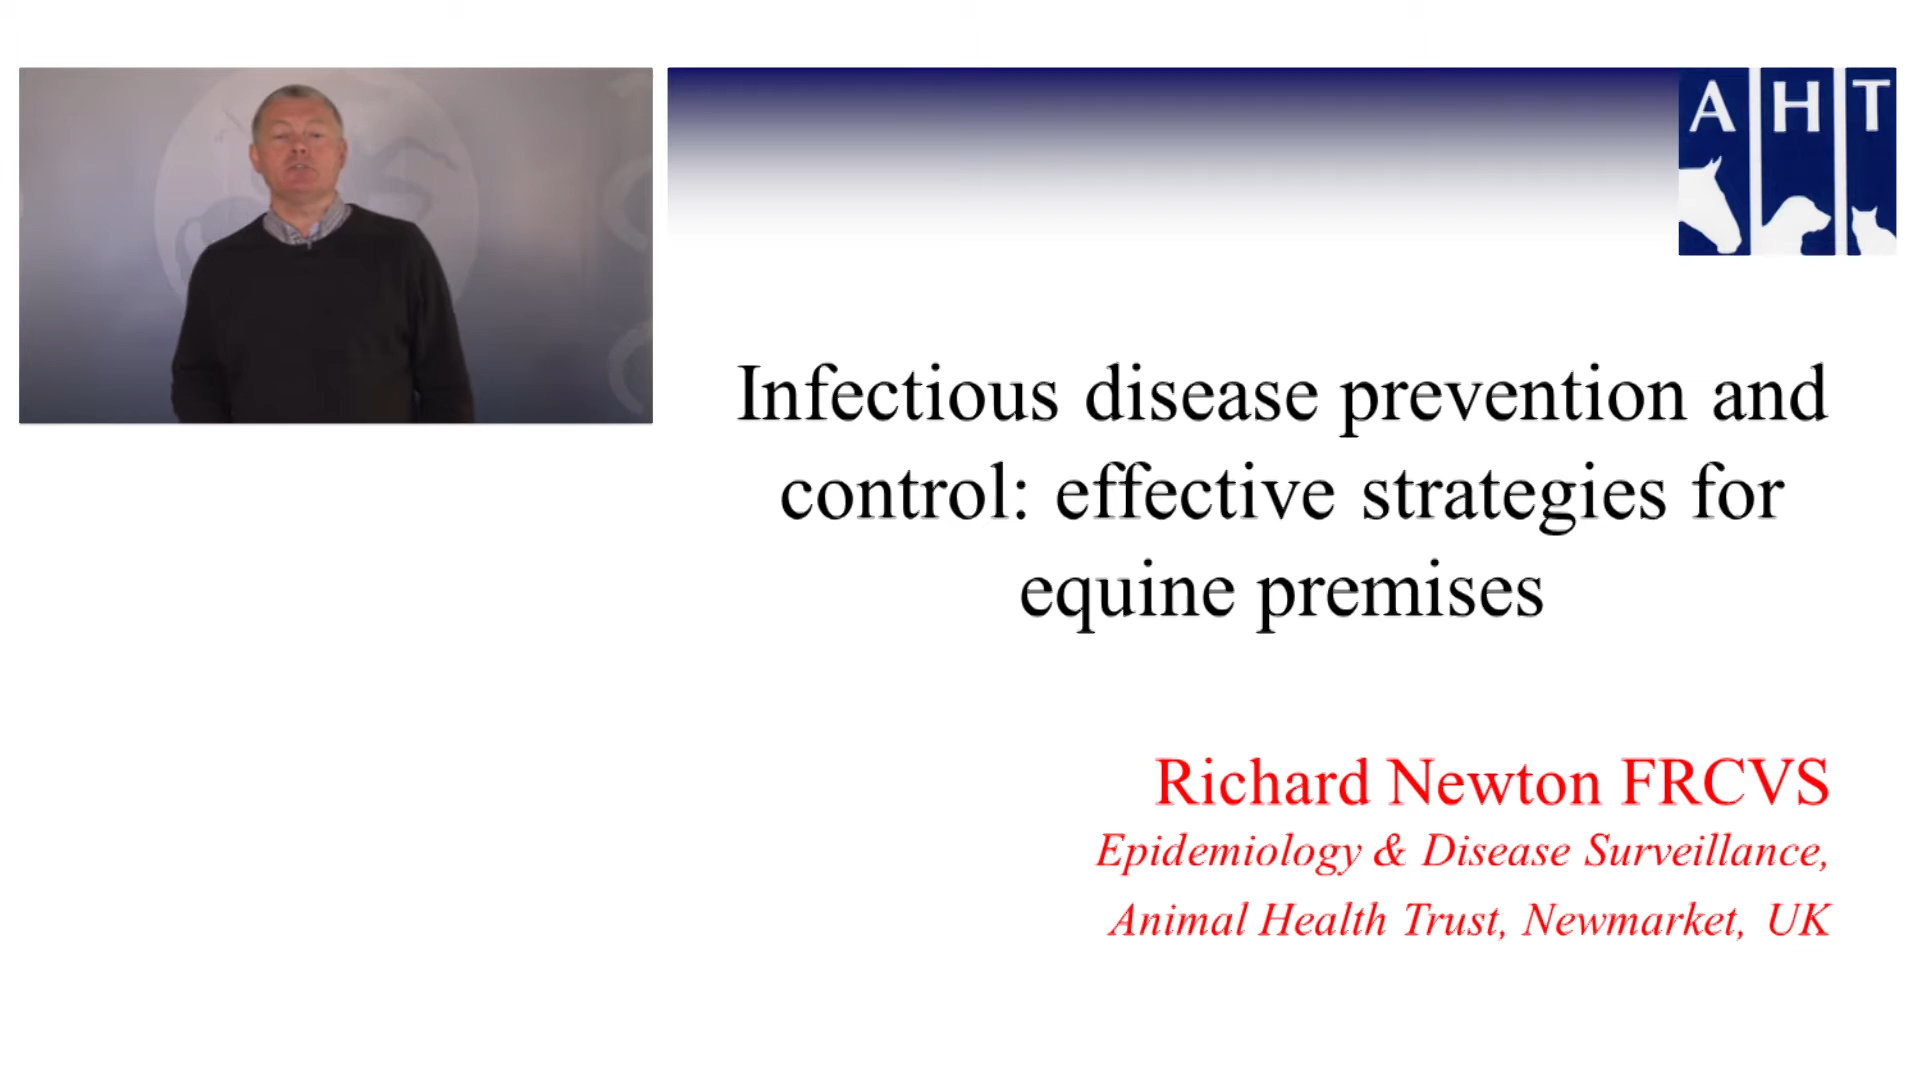 A H T
Infectious disease prevention and
control: effective strategies for
equine premises
Richard Newton FRCVS
Epidemiology & Disease Surveillance,
Animal Health Trust, Newmarket, UK